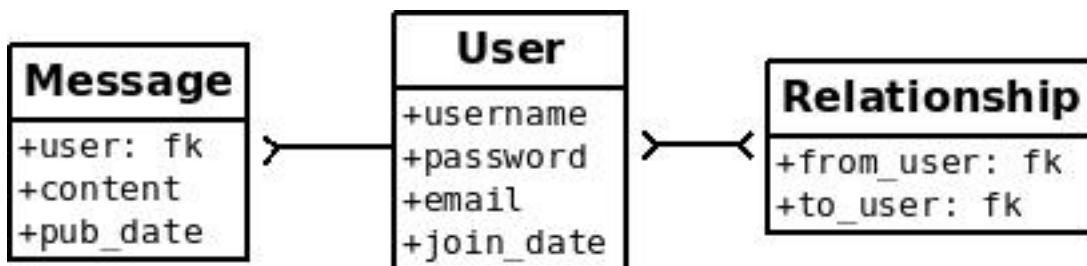 Message
+user: fk
+content
+pub_date
User
+username
+password
+email
+join_date
Relationship
+from_user: fk
+to_user: fk